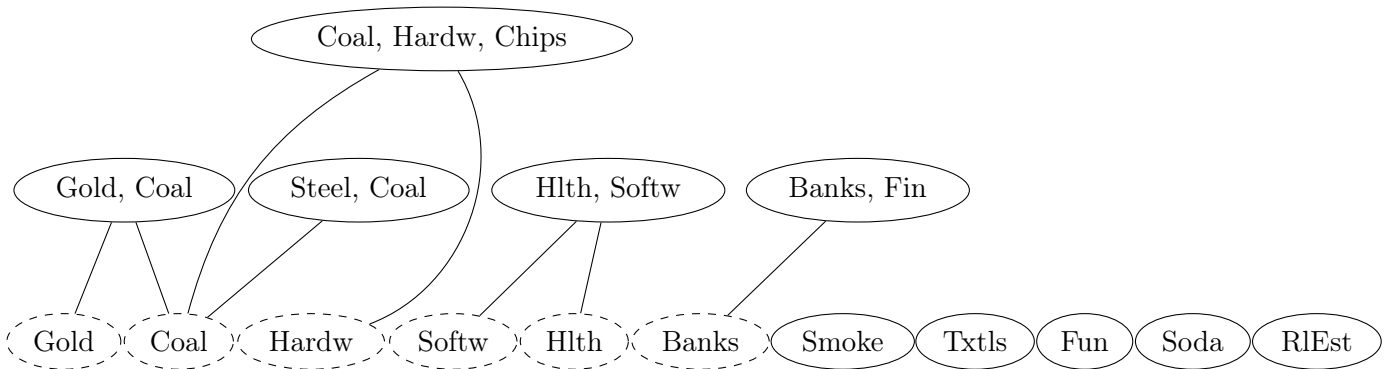 Coal, Hardw, Chips
Gold, Coal
Steel, Coal
Hlth, Softw
Banks, Fin
Gold
Coal
Hardw
Softw
Hlth
Banks
Smoke
Txtls
Fun
Soda
RlEst